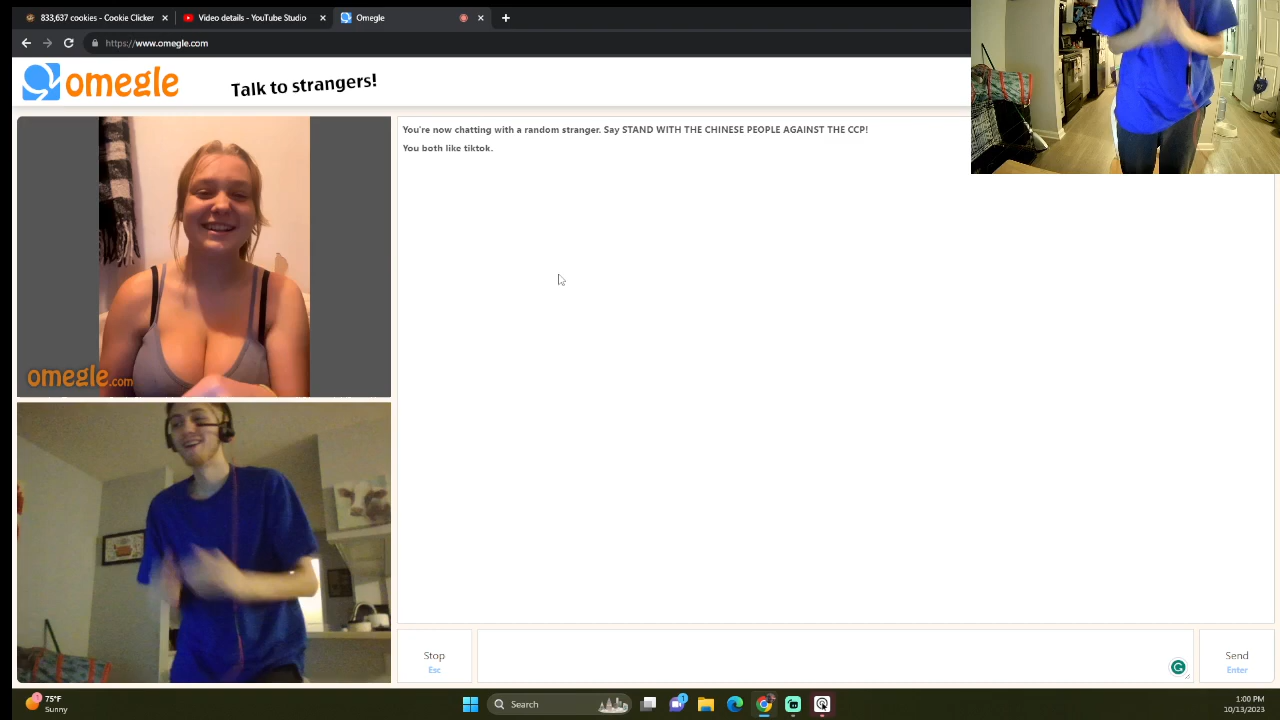 833,637 cookies - Cookie Clicker
Video details - YouTube Studio
Omegle
https://www.omegle.com
omegle
Talk to strangers!
You're now chatting with a random stranger. Say STAND WITH THE CHINESE PEOPLE AGAINST THE CCP!
You both like tiktok.
omegle.com
Stop
Esc
Send
Enter
75°F
Sunny
Search
1:00 PM
10/13/2023